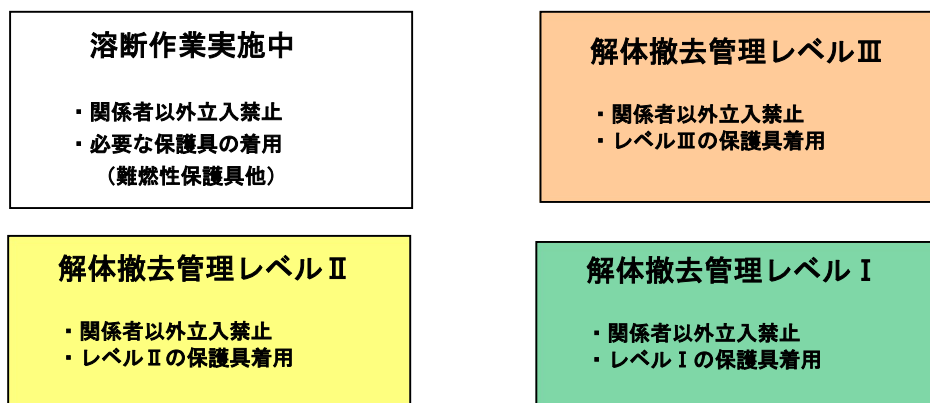 溶断作業実施中
・関係者以外立入禁止
・必要な保護具の着用
（難燃性保護具他）
解体撤去管理レベルⅢ
・関係者以外立入禁止
・レベルⅢの保護具着用
解体撤去管理レベルⅡ
・関係者以外立入禁止
・レベルⅡの保護具着用
解体撤去管理レベルⅠ
・関係者以外立入禁止
・レベルⅠの保護具着用